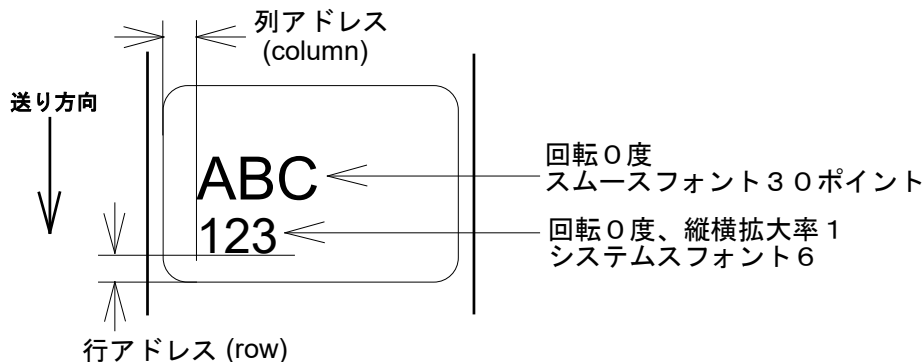 列アドレス
(column)
送り方向
ABC
回転０度
スムースフォント３０ポイント
123
回転０度、縦横拡大率１
システムスフォント６
行アドレス (row)